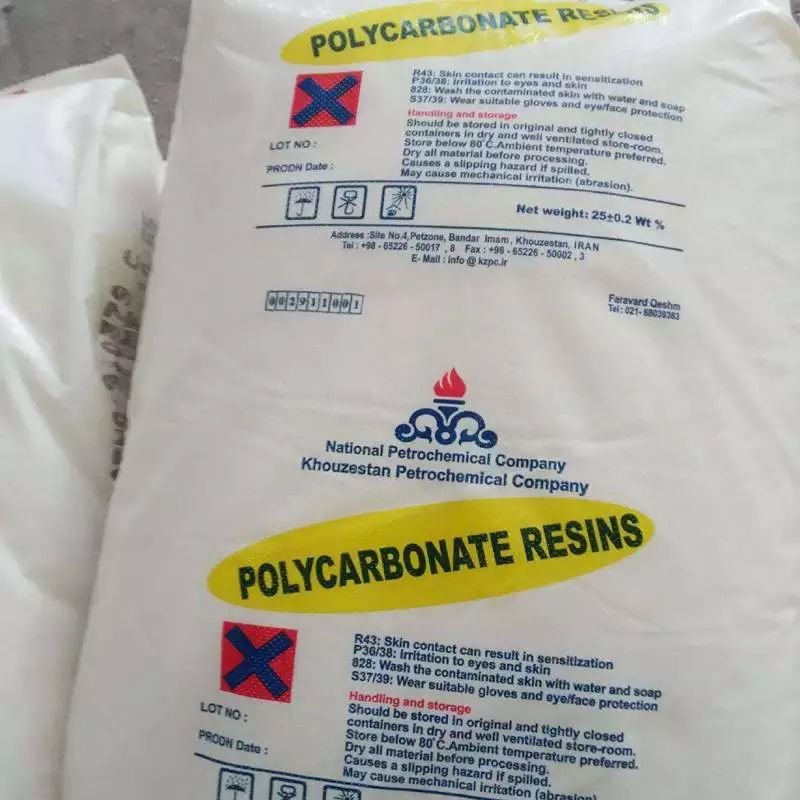 POLYCARBONATE RESINS
R43: Skin contact can result in sensitization
P36/38: Irritation to eyes and skin
828: Wash the contaminated skin with water and soap
S37/39: Wear suitable gloves and eye/face protection
Handling and storage
Should be stored in original and tightly closed
containers in dry and well ventilated store-room.
Store below 80°C.Ambient temperature preferred.
Dry all material before processing.
Causes a slipping hazard if spilled.
May cause mechanical irritation (abrasion).
LOT NO :
PRODN Date :
Net weight: 25±0.2 Wt %
Address :Site No.4,Petzone, Bandar Imam, Khouzestan, IRAN
Tel : +98 - 65226 - 50017 , 8 Fax : +98 - 65226 - 50002 , 3
E- Mail : info @ kzpc.ir
002911001
Faravard Qeshm
Tel: 021- 88038383
National Petrochemical Company
Khouzestan Petrochemical Company
POLYCARBONATE RESINS
R43: Skin contact can result in sensitization
P36/38: Irritation to eyes and skin
828: Wash the contaminated skin with water and soap
S37/39: Wear suitable gloves and eye/face protection
Handling and storage
Should be stored in original and tightly closed
containers in dry and well ventilated store-room.
Store below 80°C.Ambient temperature preferred.
Dry all material before processing.
Causes a slipping hazard if spilled.
May cause mechanical irritation (abrasion)
LOT NO :
PRODN Date :